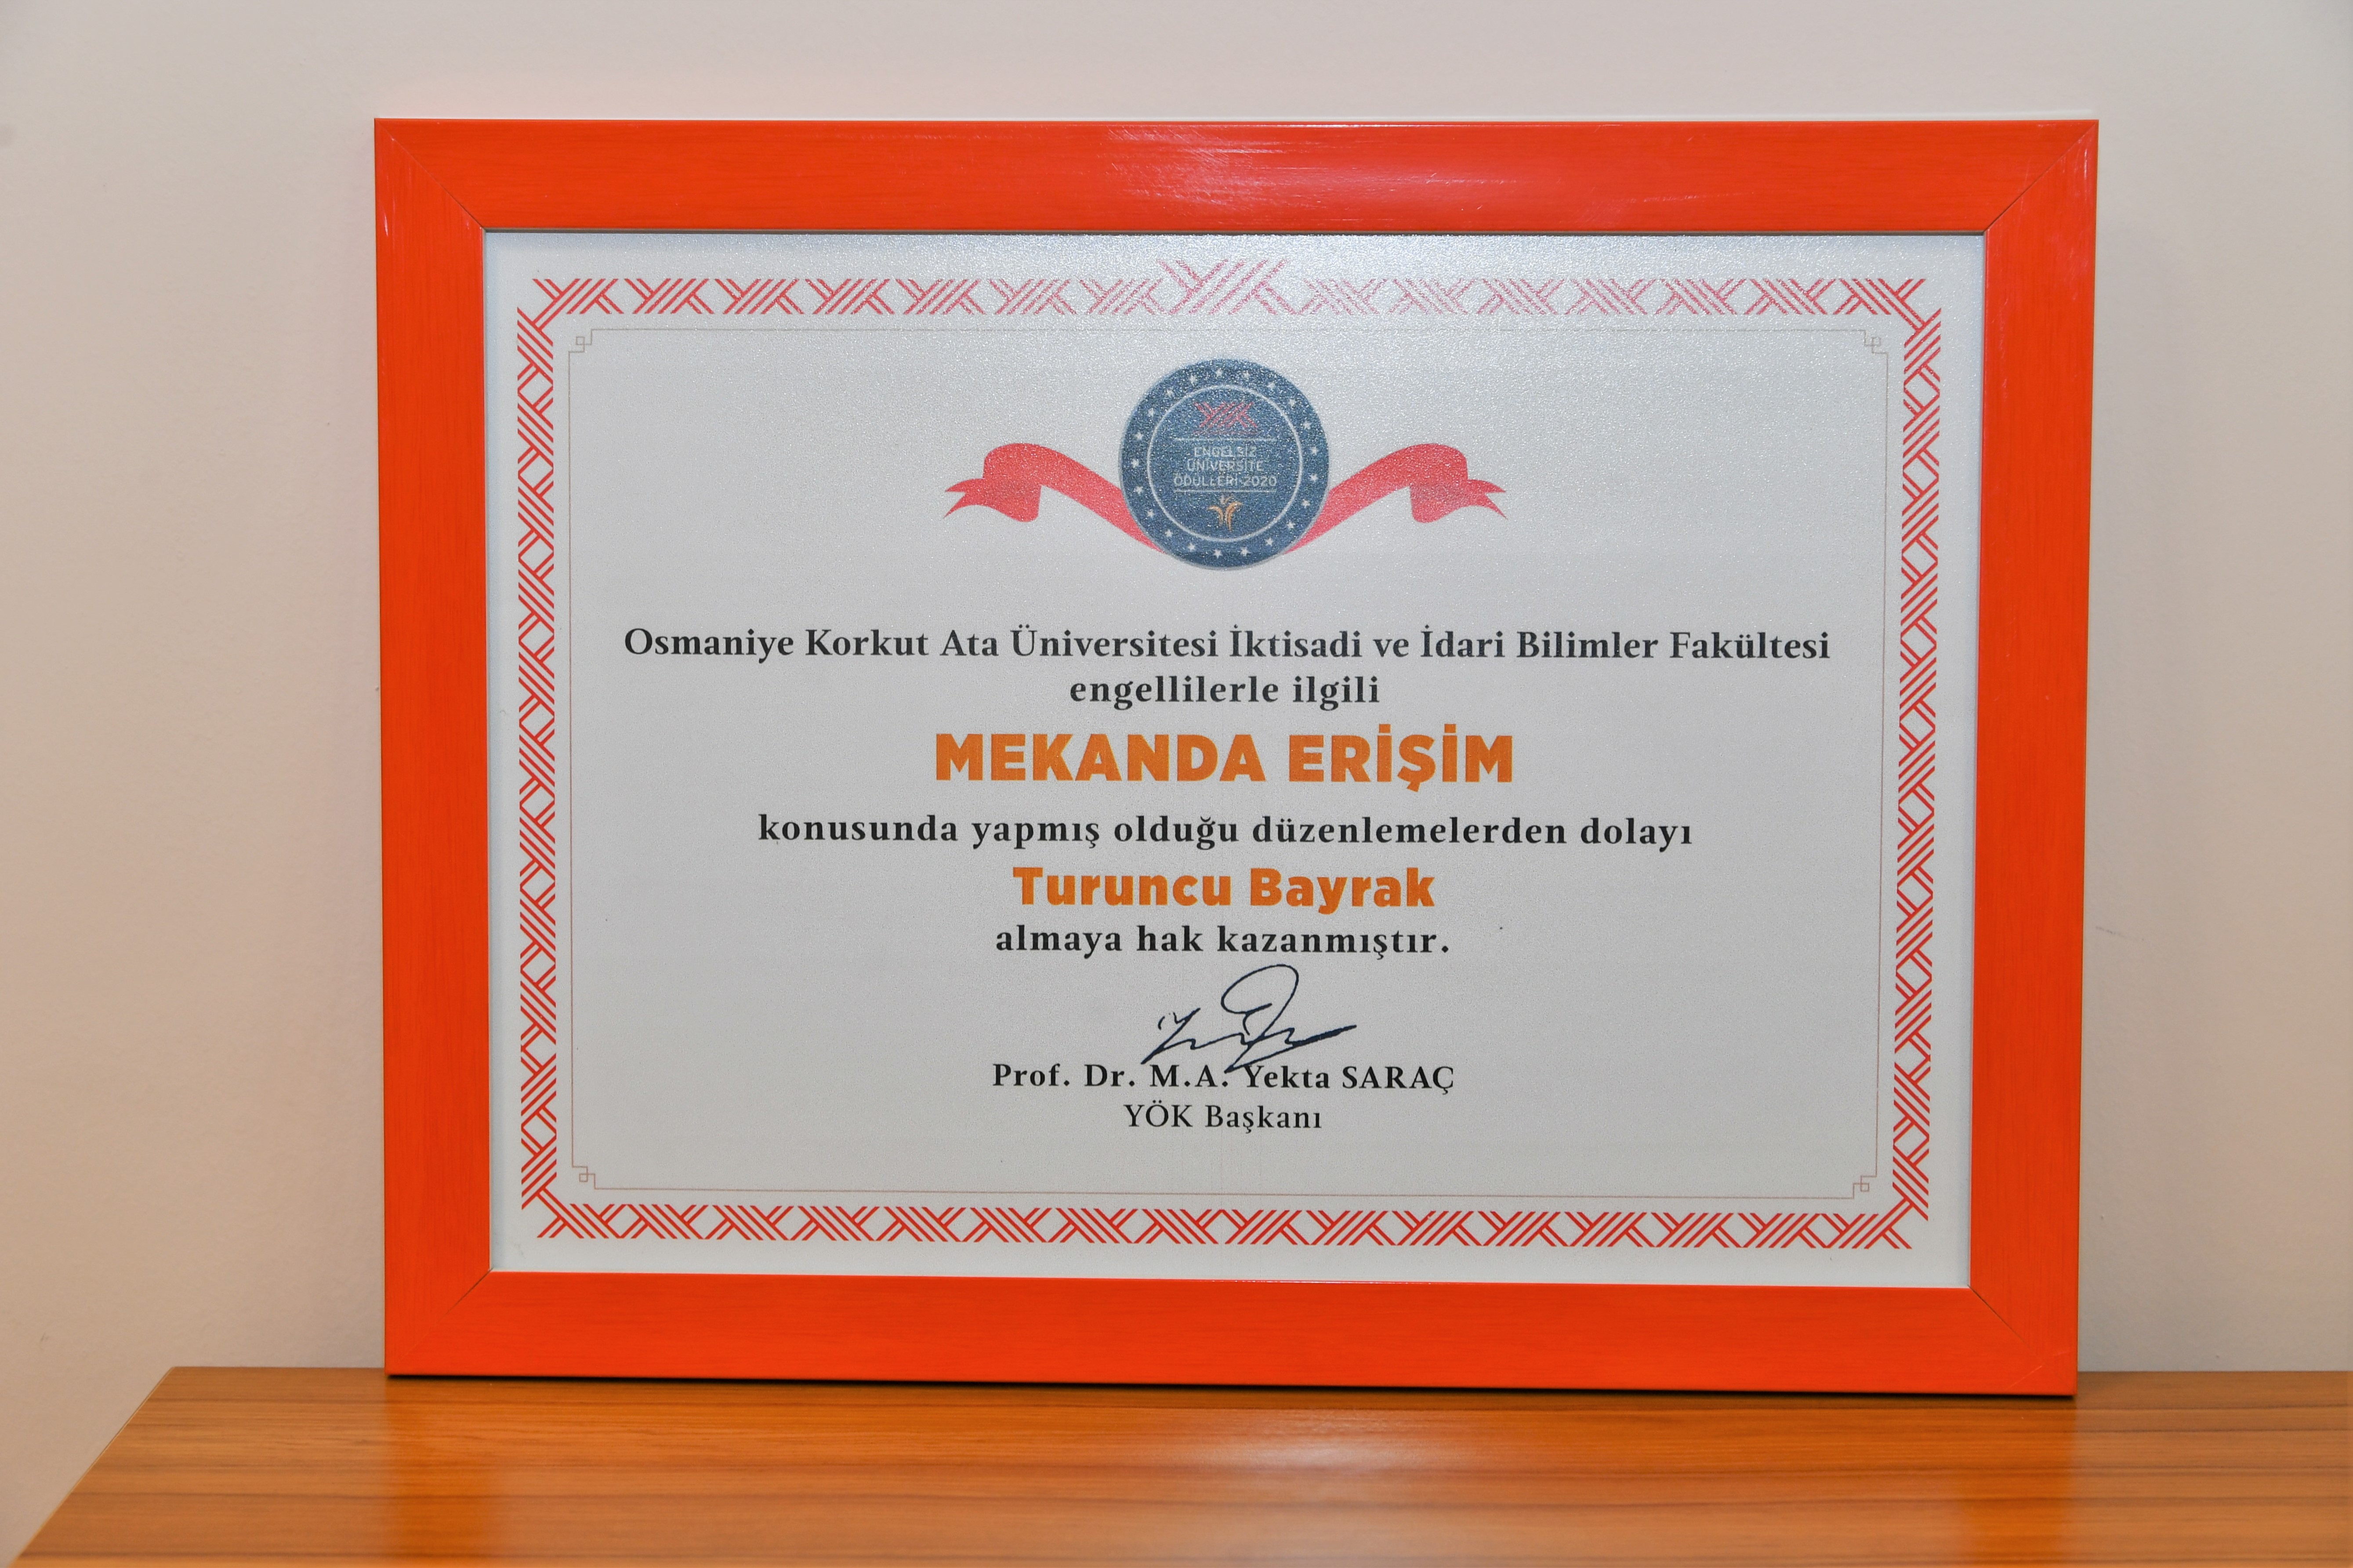 YÖK
ENGELSİZ
ÜNİVERSİTE
ÖDÜLLERİ-2020
Osmaniye Korkut Ata Üniversitesi İktisadi ve İdari Bilimler Fakültesi
engellilerle ilgili
MEKANDA ERİŞİM
konusunda yapmış olduğu düzenlemelerden dolayı
Turuncu Bayrak
almaya hak kazanmıştır.
Prof. Dr. M.A. Yekta SARAÇ
YÖK Başkanı